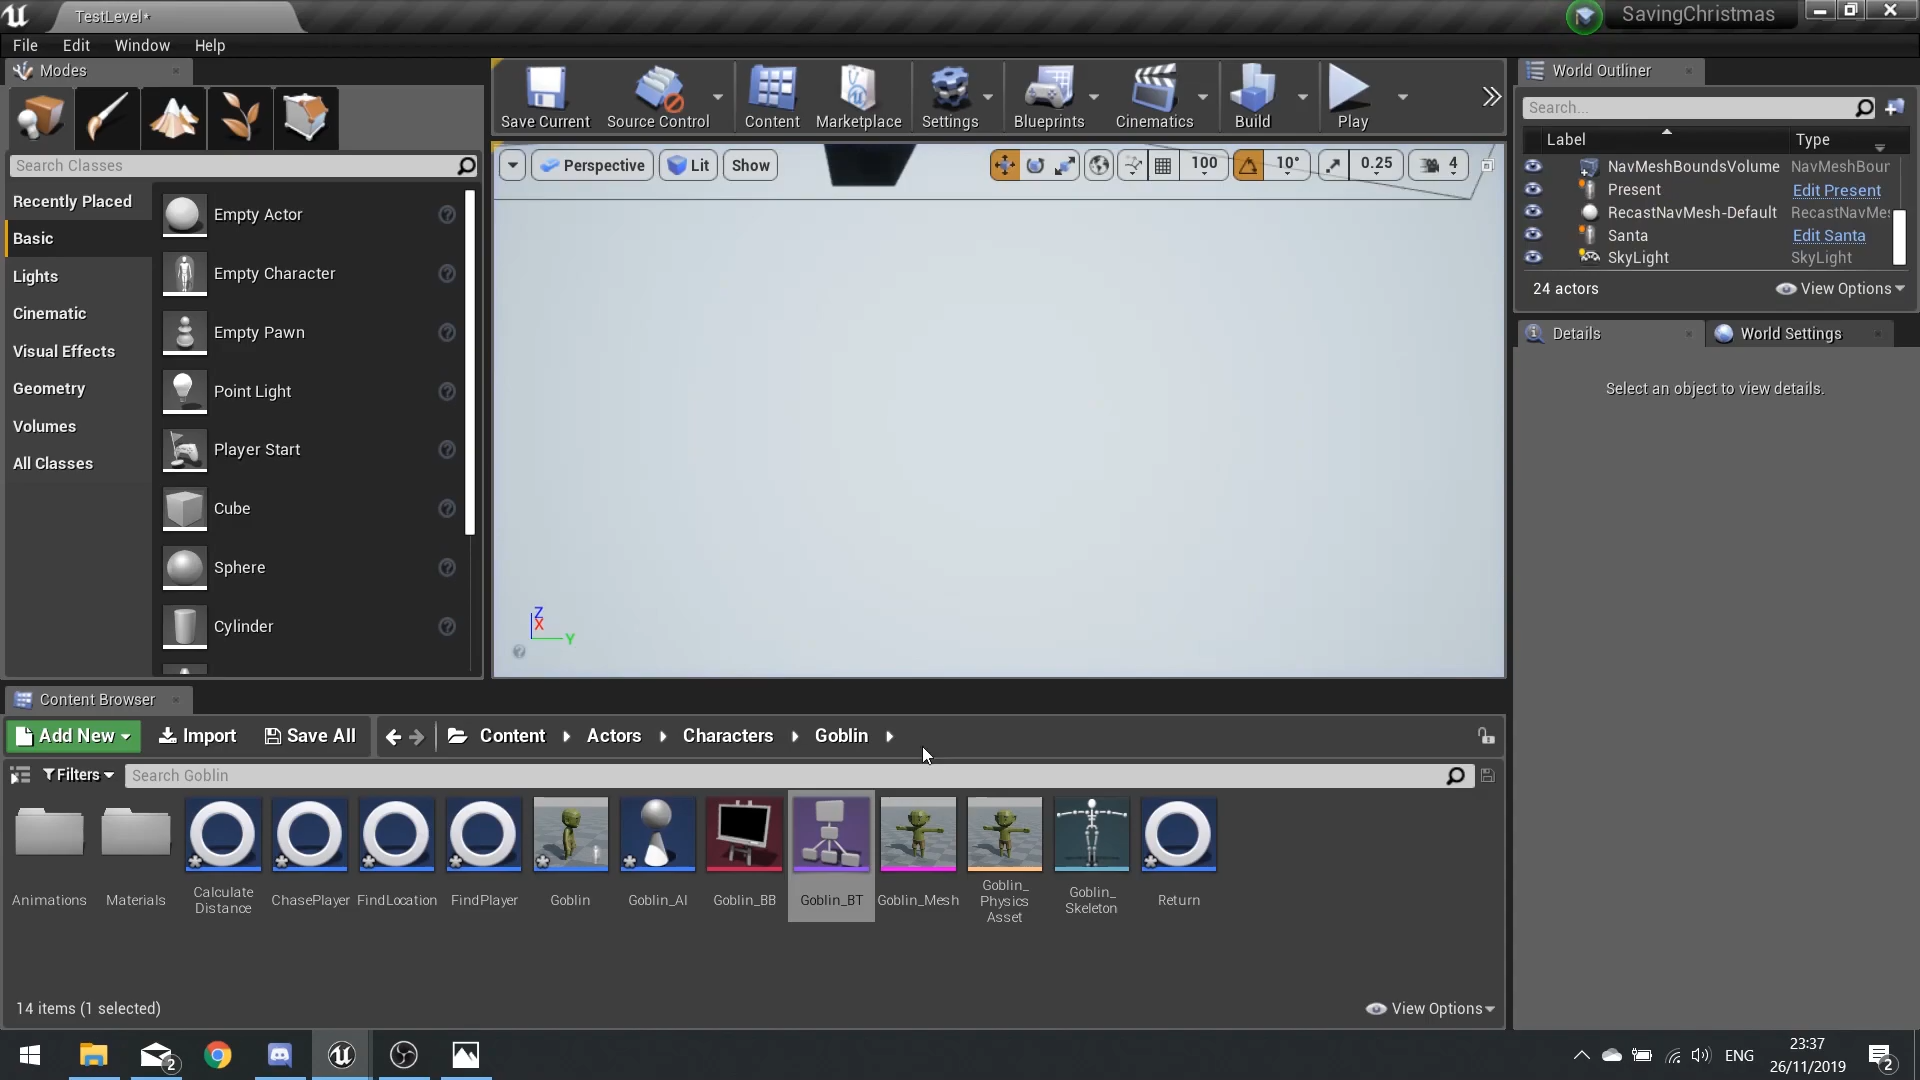 TestLevel*
SavingChristmas
File Edit Window Help
Modes
World Outliner
Save Current
Source Control
Content
Marketplace
Settings
Blueprints
Cinematics
Build
Play
Search...
Label
Type
Search Classes
Perspective
Lit
Show
100
10°
0.25
4
NavMeshBoundsVolume NavMeshBour
Present Edit Present
RecastNavMesh-Default RecastNavMes
Santa Edit Santa
SkyLight SkyLight
24 actors
View Options
Recently Placed
Basic
Lights
Cinematic
Visual Effects
Geometry
Volumes
All Classes
Empty Actor
Empty Character
Empty Pawn
Point Light
Player Start
Cube
Sphere
Cylinder
Details
World Settings
Select an object to view details.
Z
X
Y
Content Browser
Add New
Import
Save All
Content
Actors
Characters
Goblin
Filters
Search Goblin
Animations
Materials
Calculate
Distance
ChasePlayer
FindLocation
FindPlayer
Goblin
Goblin_AI
Goblin_BB
Goblin_BT
Goblin_Mesh
Goblin_
Physics
Asset
Goblin_
Skeleton
Return
14 items (1 selected)
View Options
2
ENG
23:37
26/11/2019
2